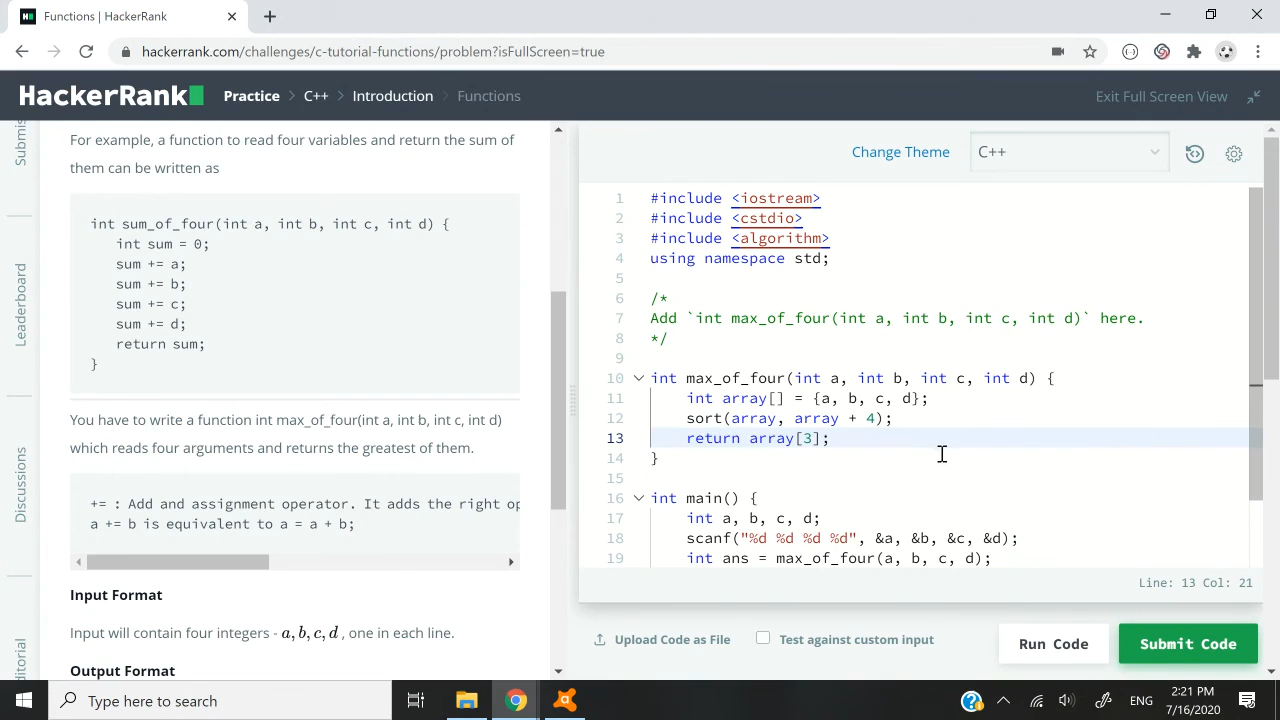 Functions | HackerRank
hackerrank.com/challenges/c-tutorial-functions/problem?isFullScreen=true
HackerRank
Practice > C++ > Introduction > Functions
Exit Full Screen View
Submis
Leaderboard
Discussions
itorial
For example, a function to read four variables and return the sum of
them can be written as
int sum_of_four(int a, int b, int c, int d) {
int sum = 0;
sum += a;
sum += b;
sum += c;
sum += d;
return sum;
}
You have to write a function int max_of_four(int a, int b, int c, int d)
which reads four arguments and returns the greatest of them.
+= : Add and assignment operator. It adds the right op
a += b is equivalent to a = a + b;
Input Format
Input will contain four integers - a, b, c, d , one in each line.
Output Format
Change Theme
C++
1 #include <iostream>
2 #include <cstdio>
3 #include <algorithm>
4 using namespace std;
5
6 /*
7 Add `int max_of_four(int a, int b, int c, int d)` here.
8 */
9
10 int max_of_four(int a, int b, int c, int d) {
11 int array[] = {a, b, c, d};
12 sort(array, array + 4);
13 return array[3];
14 }
15
16 int main() {
17 int a, b, c, d;
18 scanf("%d %d %d %d", &a, &b, &c, &d);
19 int ans = max_of_four(a, b, c, d);
Line: 13 Col: 21
Upload Code as File
Test against custom input
Run Code
Submit Code
Type here to search
ENG
2:21 PM
7/16/2020